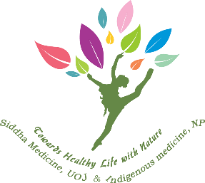 Towards Healthy Life with Nature
Siddha Medicine, UOJ & Indigenous medicine, NP